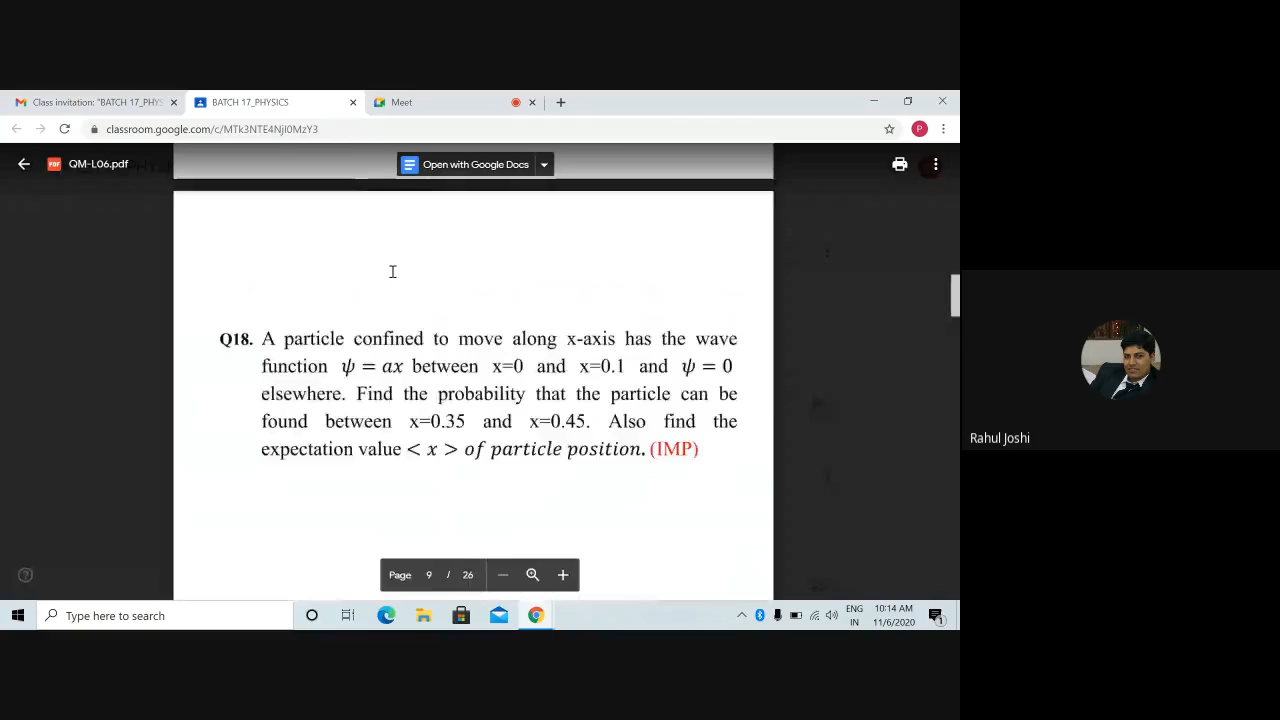 Class invitation: "BATCH 17_PHYS
BATCH 17_PHYSICS
Meet
classroom.google.com/c/MTk3NTE4NjI0MzY3
P
PDF
QM-L06.pdf
Open with Google Docs
Q18. A particle confined to move along x-axis has the wave
function ψ = ax between x=0 and x=0.1 and ψ = 0
elsewhere. Find the probability that the particle can be
found between x=0.35 and x=0.45. Also find the
expectation value < x > of particle position. (IMP)
Page 9 / 26
Rahul Joshi
Type here to search
ENG
IN
10:14 AM
11/6/2020
1